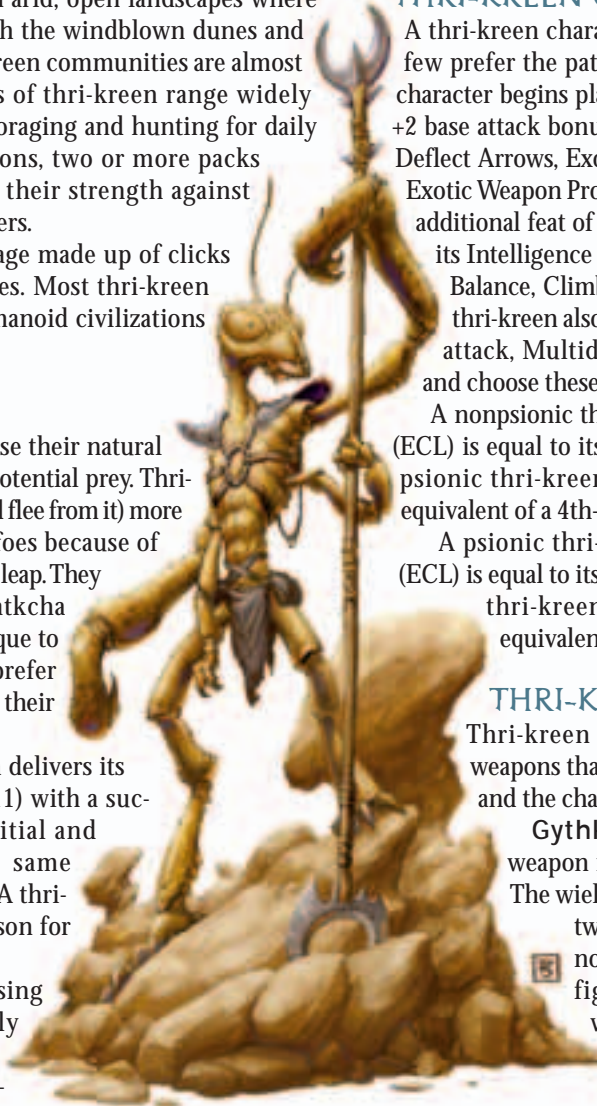 arid, open landscapes where
h the windblown dunes and
reen communities are almost
s of thri-kreen range widely
oraging and hunting for daily
ons, two or more packs
their strength against
ers.
age made up of clicks
es. Most thri-kreen
manoid civilizations
se their natural
otential prey. Thri-
flee from it) more
foes because of
leap. They
atkcha
que to
prefer
their
delivers its
1) with a suc-
itial and
same
A thri-
son for
sing
ly
THRI-KREEN
A thri-kreen chara
few prefer the pat
character begins pla
+2 base attack bonu
Deflect Arrows, Exo
Exotic Weapon Pro
additional feat of
its Intelligence
Balance, Climb
thri-kreen also
attack, Multid
and choose these
A nonpsionic th
(ECL) is equal to its
psionic thri-kreen
equivalent of a 4th-
A psionic thri-
(ECL) is equal to its
thri-kreen
equivalen
THRI-K
Thri-kreen
weapons tha
and the cha
Gythk
weapon
The wiel
tw
no
fig
w